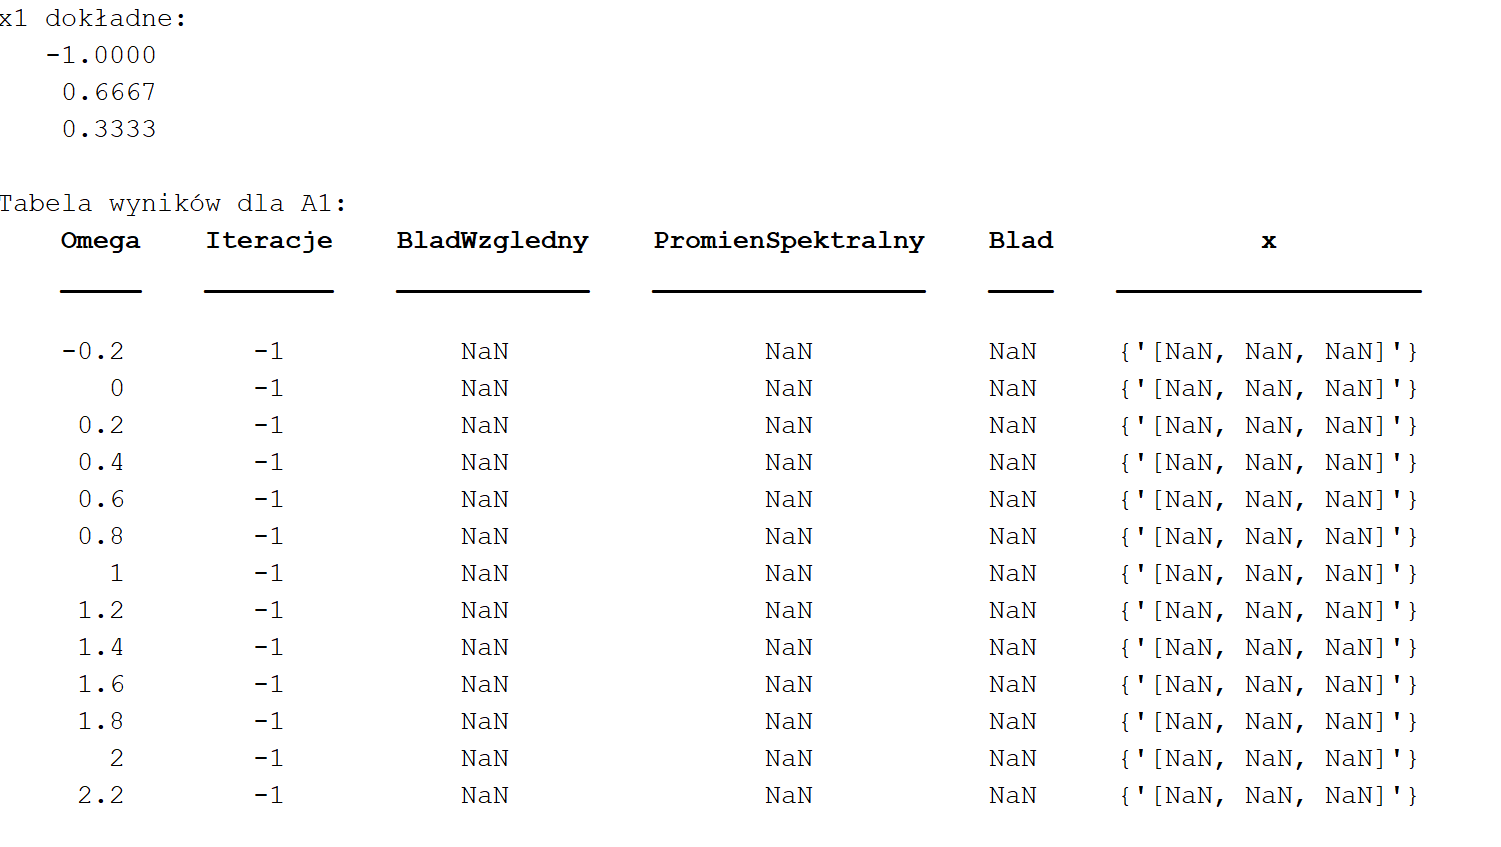 x1 dokładne:
-1.0000
0.6667
0.3333
Tabela wyników dla A1:
Omega Iteracje BladWzgledny PromienSpektralny Blad x
-0.2 -1 NaN NaN NaN {'[NaN, NaN, NaN]'}
0 -1 NaN NaN NaN {'[NaN, NaN, NaN]'}
0.2 -1 NaN NaN NaN {'[NaN, NaN, NaN]'}
0.4 -1 NaN NaN NaN {'[NaN, NaN, NaN]'}
0.6 -1 NaN NaN NaN {'[NaN, NaN, NaN]'}
0.8 -1 NaN NaN NaN {'[NaN, NaN, NaN]'}
1 -1 NaN NaN NaN {'[NaN, NaN, NaN]'}
1.2 -1 NaN NaN NaN {'[NaN, NaN, NaN]'}
1.4 -1 NaN NaN NaN {'[NaN, NaN, NaN]'}
1.6 -1 NaN NaN NaN {'[NaN, NaN, NaN]'}
1.8 -1 NaN NaN NaN {'[NaN, NaN, NaN]'}
2 -1 NaN NaN NaN {'[NaN, NaN, NaN]'}
2.2 -1 NaN NaN NaN {'[NaN, NaN, NaN]'}